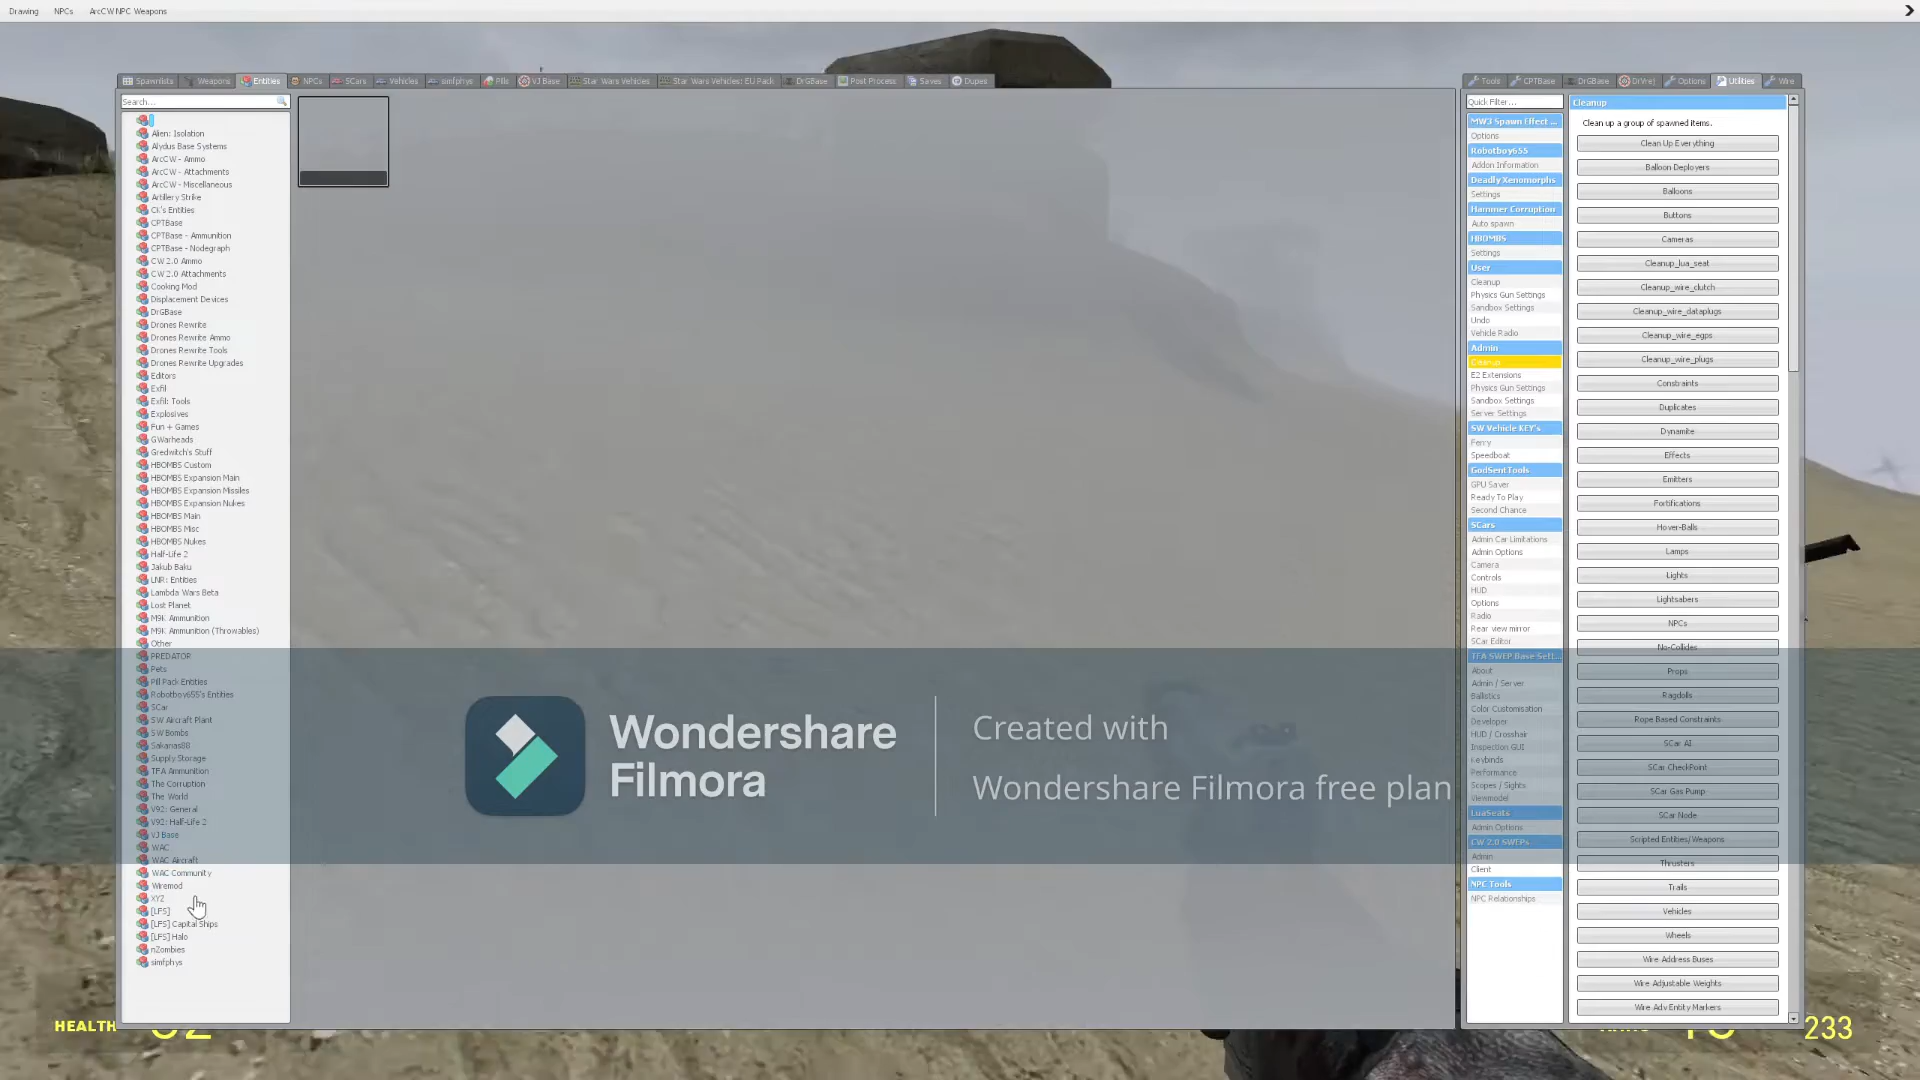 Drawing NPCs ArcCW NPC Weapons
Spawnlists Weapons Entities NPCs SCars Vehicles simfphys Pills VJ Base Star Wars Vehicles Star Wars Vehicles: EU Pack DrGBase Post Process Saves Dupes
Search...
Alien: Isolation
Alydus Base Systems
ArcCW - Ammo
ArcCW - Attachments
ArcCW - Miscellaneous
Artillery Strike
Ck's Entities
CPTBase
CPTBase - Ammunition
CPTBase - Nodegraph
CW 2.0 Ammo
CW 2.0 Attachments
Cooking Mod
Displacement Devices
DrGBase
Drones Rewrite
Drones Rewrite Ammo
Drones Rewrite Tools
Drones Rewrite Upgrades
Editors
Exfil
Exfil: Tools
Explosives
Fun + Games
GWarheads
Gredwitch's Stuff
HBOMBS Custom
HBOMBS Expansion Main
HBOMBS Expansion Missiles
HBOMBS Expansion Nukes
HBOMBS Main
HBOMBS Misc
HBOMBS Nukes
Half-Life 2
Jakub Baku
LNR: Entities
Lambda Wars Beta
Lost Planet
M9K Ammunition
M9K Ammunition (Throwables)
Other
PREDATOR
Pets
Pill Pack Entities
Robotboy655's Entities
SCar
SW Aircraft Plant
SW Bombs
Sakarias88
Supply Storage
TFA Ammunition
The Corruption
The World
V92: General
V92: Half-Life 2
VJ Base
WAC
WAC Aircraft
WAC Community
Wiremod
XYZ
[LFS]
[LFS] Capital Ships
[LFS] Halo
nZombies
simfphys
Wondershare
Filmora
Created with
Wondershare Filmora free plan
Tools CPTBase DrGBase Options Utilities Wire
Quick Filter...
MW3 Spawn Effect ...
Options
Robotboy655
Addon Information
Deadly Xenomorphs
Settings
Hammer Corruption
Auto spawn
HBOMBS
Settings
User
Cleanup
Physics Gun Settings
Sandbox Settings
Undo
Vehicle Radio
Admin
Cleanup
E2 Extensions
Physics Gun Settings
Sandbox Settings
Server Settings
SW Vehicle KEY's
Ferry
Speedboat
GodSentTools
GPU Saver
Ready To Play
Second Chance
SCars
Admin Car Limitations
Admin Options
Camera
Controls
HUD
Options
Radio
Rear view mirror
SCar Editor
TFA SWEP Base Sett...
About
Admin / Server
Ballistics
Color Customisation
Developer
HUD / Crosshair
Inspection GUI
Keybinds
Performance
Scopes / Sights
Viewmodel
LuaSeats
Admin Options
CW 2.0 SWEPs
Admin
Client
NPC Tools
NPC Relationships
Cleanup
Clean up a group of spawned items.
Clean Up Everything
Balloon Deployers
Balloons
Buttons
Cameras
Cleanup_lua_seat
Cleanup_wire_clutch
Cleanup_wire_dataplugs
Cleanup_wire_egps
Cleanup_wire_plugs
Constraints
Duplicates
Dynamite
Effects
Emitters
Fortifications
Hover-Balls
Lamps
Lights
Lightsabers
NPCs
No-Collides
Props
Ragdolls
Rope Based Constraints
SCar AI
SCar CheckPoint
SCar Gas Pump
SCar Node
Scripted Entities/Weapons
Thrusters
Trails
Vehicles
Wheels
Wire Address Buses
Wire Adjustable Weights
Wire Adv Entity Markers
HEALTH
233